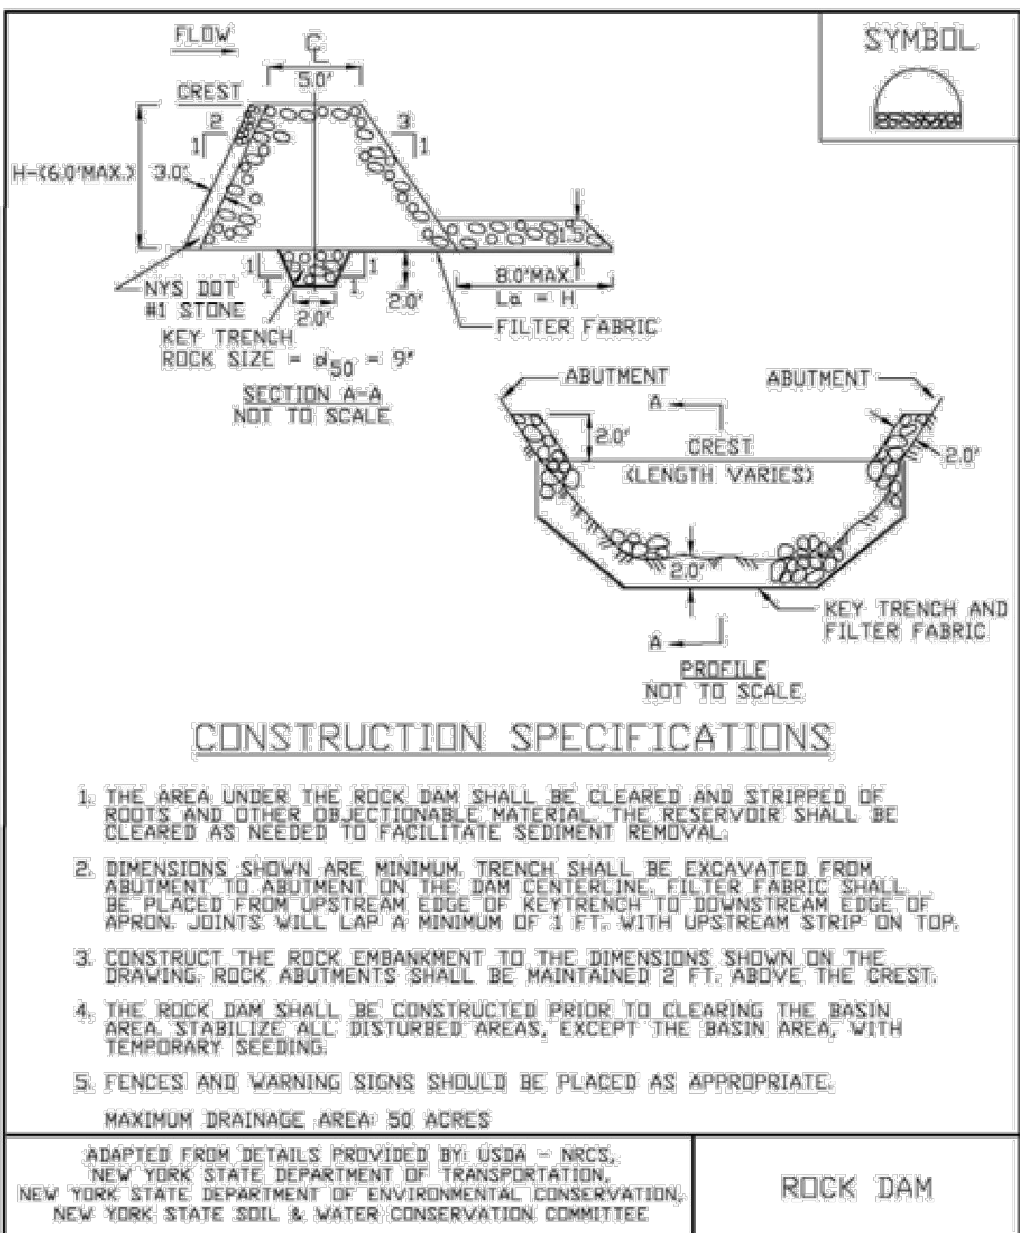 FLOW
SYMBOL
C
L
5.0'
CREST
2
1
3
1
H-(6.0'MAX.)
3.0'
1.5'
1
1
1
1
NYS DOT
#1 STONE
2.0'
2.0'
8.0'MAX.
La = H
FILTER FABRIC
KEY TRENCH
ROCK SIZE = d50 = 9"
SECTION A-A
NOT TO SCALE
ABUTMENT
ABUTMENT
A
2.0'
CREST
(LENGTH VARIES)
2.0'
2.0'
KEY TRENCH AND
FILTER FABRIC
A
PROFILE
NOT TO SCALE
CONSTRUCTION SPECIFICATIONS
1. THE AREA UNDER THE ROCK DAM SHALL BE CLEARED AND STRIPPED OF
ROOTS AND OTHER OBJECTIONABLE MATERIAL. THE RESERVOIR SHALL BE
CLEARED AS NEEDED TO FACILITATE SEDIMENT REMOVAL.
2. DIMENSIONS SHOWN ARE MINIMUM. TRENCH SHALL BE EXCAVATED FROM
ABUTMENT TO ABUTMENT ON THE DAM CENTERLINE. FILTER FABRIC SHALL
BE PLACED FROM UPSTREAM EDGE OF KEYTRENCH TO DOWNSTREAM EDGE OF
APRON. JOINTS WILL LAP A MINIMUM OF 1 FT. WITH UPSTREAM STRIP ON TOP.
3. CONSTRUCT THE ROCK EMBANKMENT TO THE DIMENSIONS SHOWN ON THE
DRAWING. ROCK ABUTMENTS SHALL BE MAINTAINED 2 FT. ABOVE THE CREST.
4. THE ROCK DAM SHALL BE CONSTRUCTED PRIOR TO CLEARING THE BASIN
AREA. STABILIZE ALL DISTURBED AREAS, EXCEPT THE BASIN AREA, WITH
TEMPORARY SEEDING.
5. FENCES AND WARNING SIGNS SHOULD BE PLACED AS APPROPRIATE.
MAXIMUM DRAINAGE AREA: 50 ACRES
ADAPTED FROM DETAILS PROVIDED BY: USDA - NRCS,
NEW YORK STATE DEPARTMENT OF TRANSPORTATION,
NEW YORK STATE DEPARTMENT OF ENVIRONMENTAL CONSERVATION,
NEW YORK STATE SOIL & WATER CONSERVATION COMMITTEE
ROCK DAM